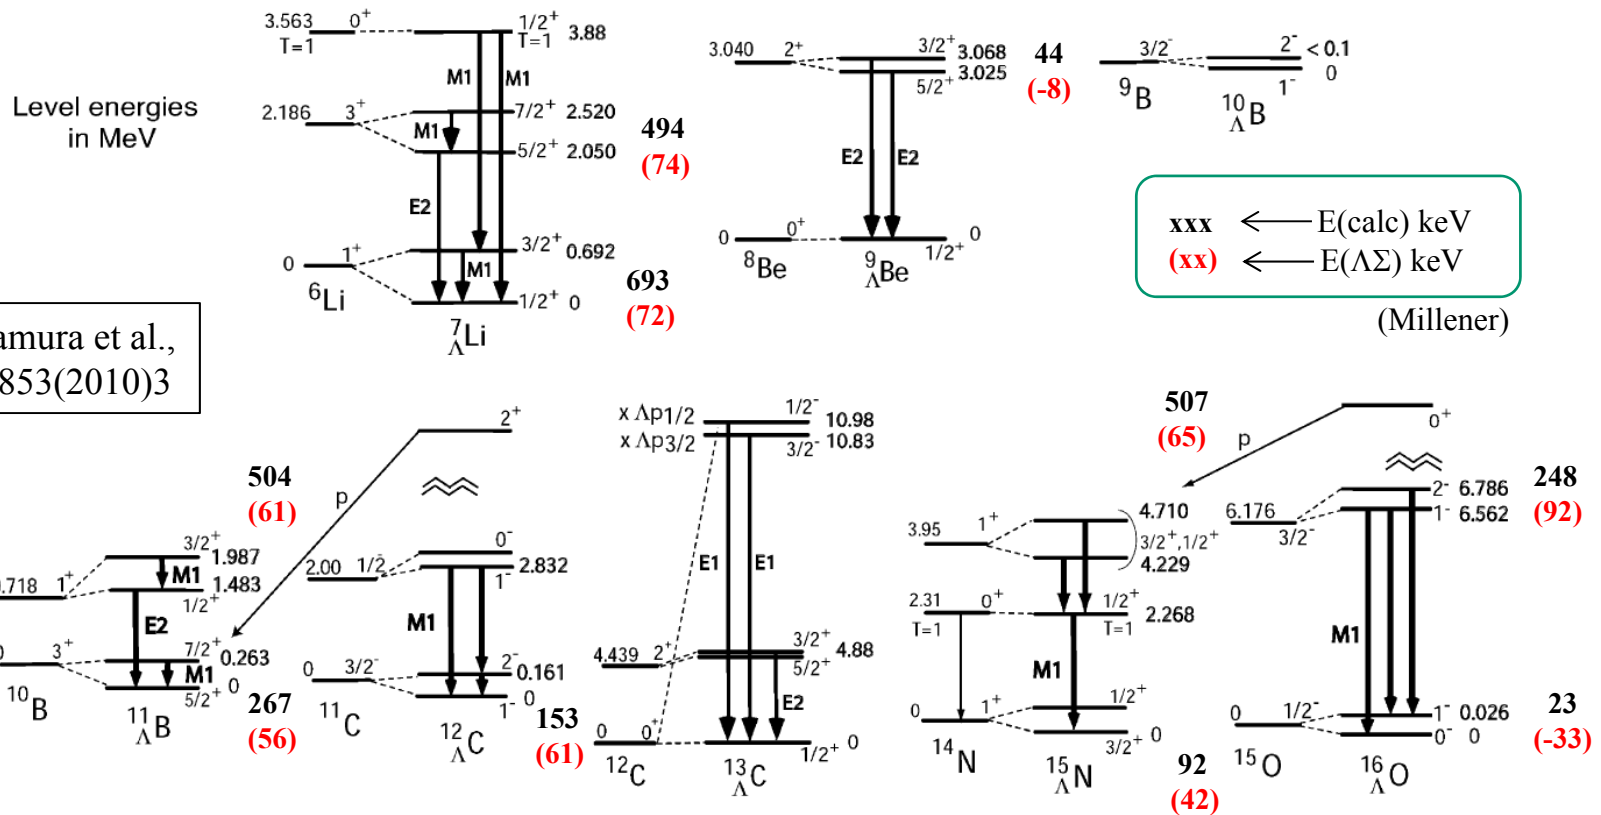 Level energies
in MeV
3.563 0+ 1/2+
T=1 T=1 3.88
M1 M1
2.186 3+ 7/2+ 2.520
M1
5/2+ 2.050
494
(74)
E2
0 1+ 3/2+ 0.692
M1
6Li 1/2+ 0
7ΛLi
693
(72)
3.040 2+ 3/2+ 3.068
5/2+ 3.025
44
(-8)
E2 E2
0 0+ 1/2+ 0
8Be 9ΛBe
3/2- 2- < 0.1
1- 0
9B 10ΛB
xxx ← E(calc) keV
(xx) ← E(ΛΣ) keV
(Millener)
amura et al.,
853(2010)3
2+
p
504
(61)
3/2+ 1.987
.718 1+ M1
1/2+ 1.483
E2
3+ 7/2+ 0.263
M1
5/2+ 0
10B 11ΛB
267
(56)
0-
2.00 1/2- 2.832
1-
M1
0 3/2- 2- 0.161
1- 0
11C 12ΛC
153
(61)
x Λp1/2 1/2- 10.98
x Λp3/2 3/2- 10.83
E1 E1
4.439 2+ 3/2+ 4.88
5/2+
E2
0 0+ 1/2+ 0
12C 13ΛC
507
(65)
p
0+
3.95 1+ 4.710
3/2+,1/2+
4.229
2.31 0+ 1/2+ 2.268
T=1 T=1
M1
0 1+ 1/2+
3/2+ 0
14N 15ΛN
92
(42)
6.176 2- 6.786
3/2- 1- 6.562
248
(92)
M1
0 1/2- 1- 0.026
0- 0
15O 16ΛO
23
(-33)